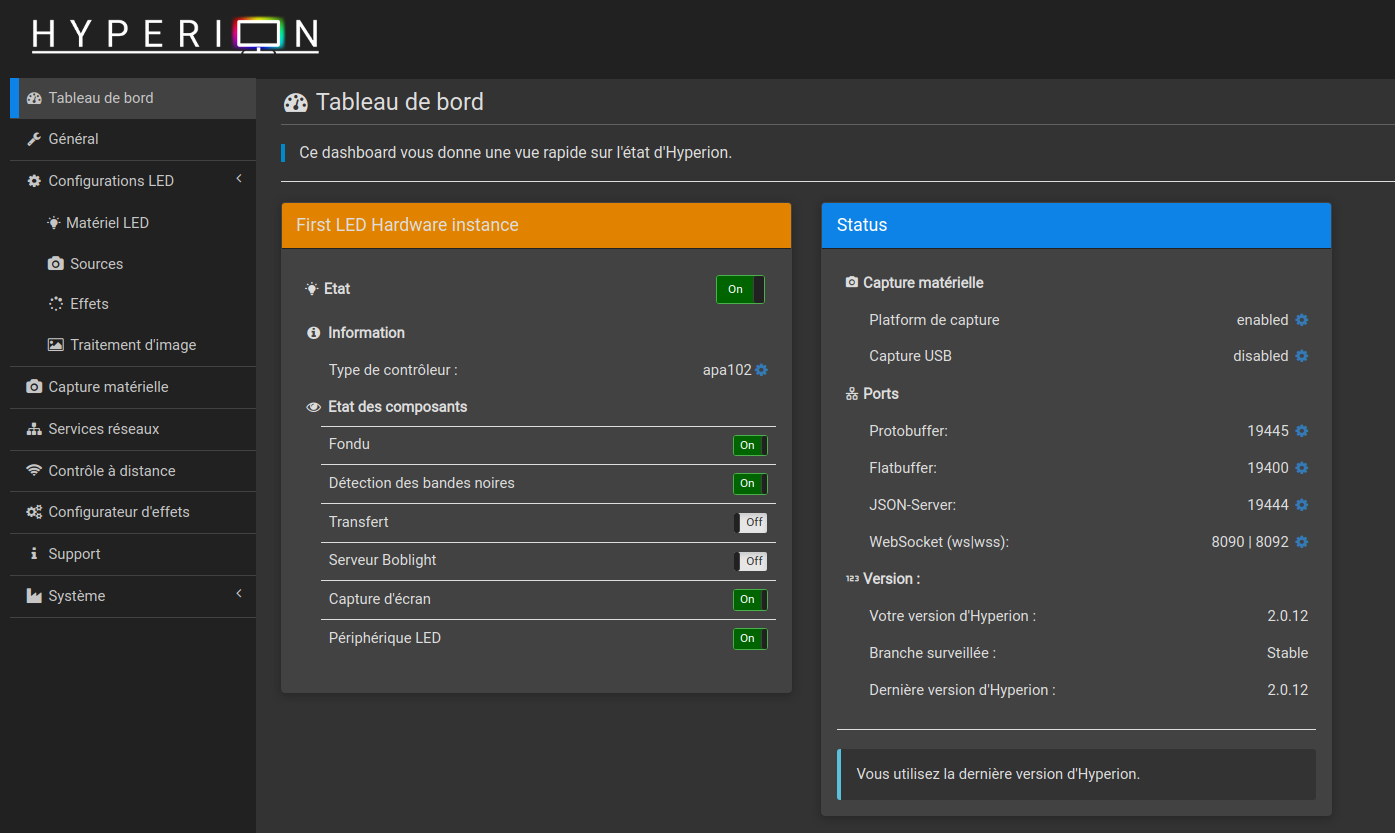 HYPERION
Tableau de bord
Général
Configurations LED
Matériel LED
Sources
Effets
Traitement d'image
Capture matérielle
Services réseaux
Contrôle à distance
Configurateur d'effets
Support
Système
Tableau de bord
Ce dashboard vous donne une vue rapide sur l'état d'Hyperion.
First LED Hardware instance
Etat On
Information
Type de contrôleur : apa102
Etat des composants
Fondu On
Détection des bandes noires On
Transfert Off
Serveur Boblight Off
Capture d'écran On
Périphérique LED On
Status
Capture matérielle
Platform de capture enabled
Capture USB disabled
Ports
Protobuffer: 19445
Flatbuffer: 19400
JSON-Server: 19444
WebSocket (ws|wss): 8090 | 8092
123 Version :
Votre version d'Hyperion : 2.0.12
Branche surveillée : Stable
Dernière version d'Hyperion : 2.0.12
Vous utilisez la dernière version d'Hyperion.